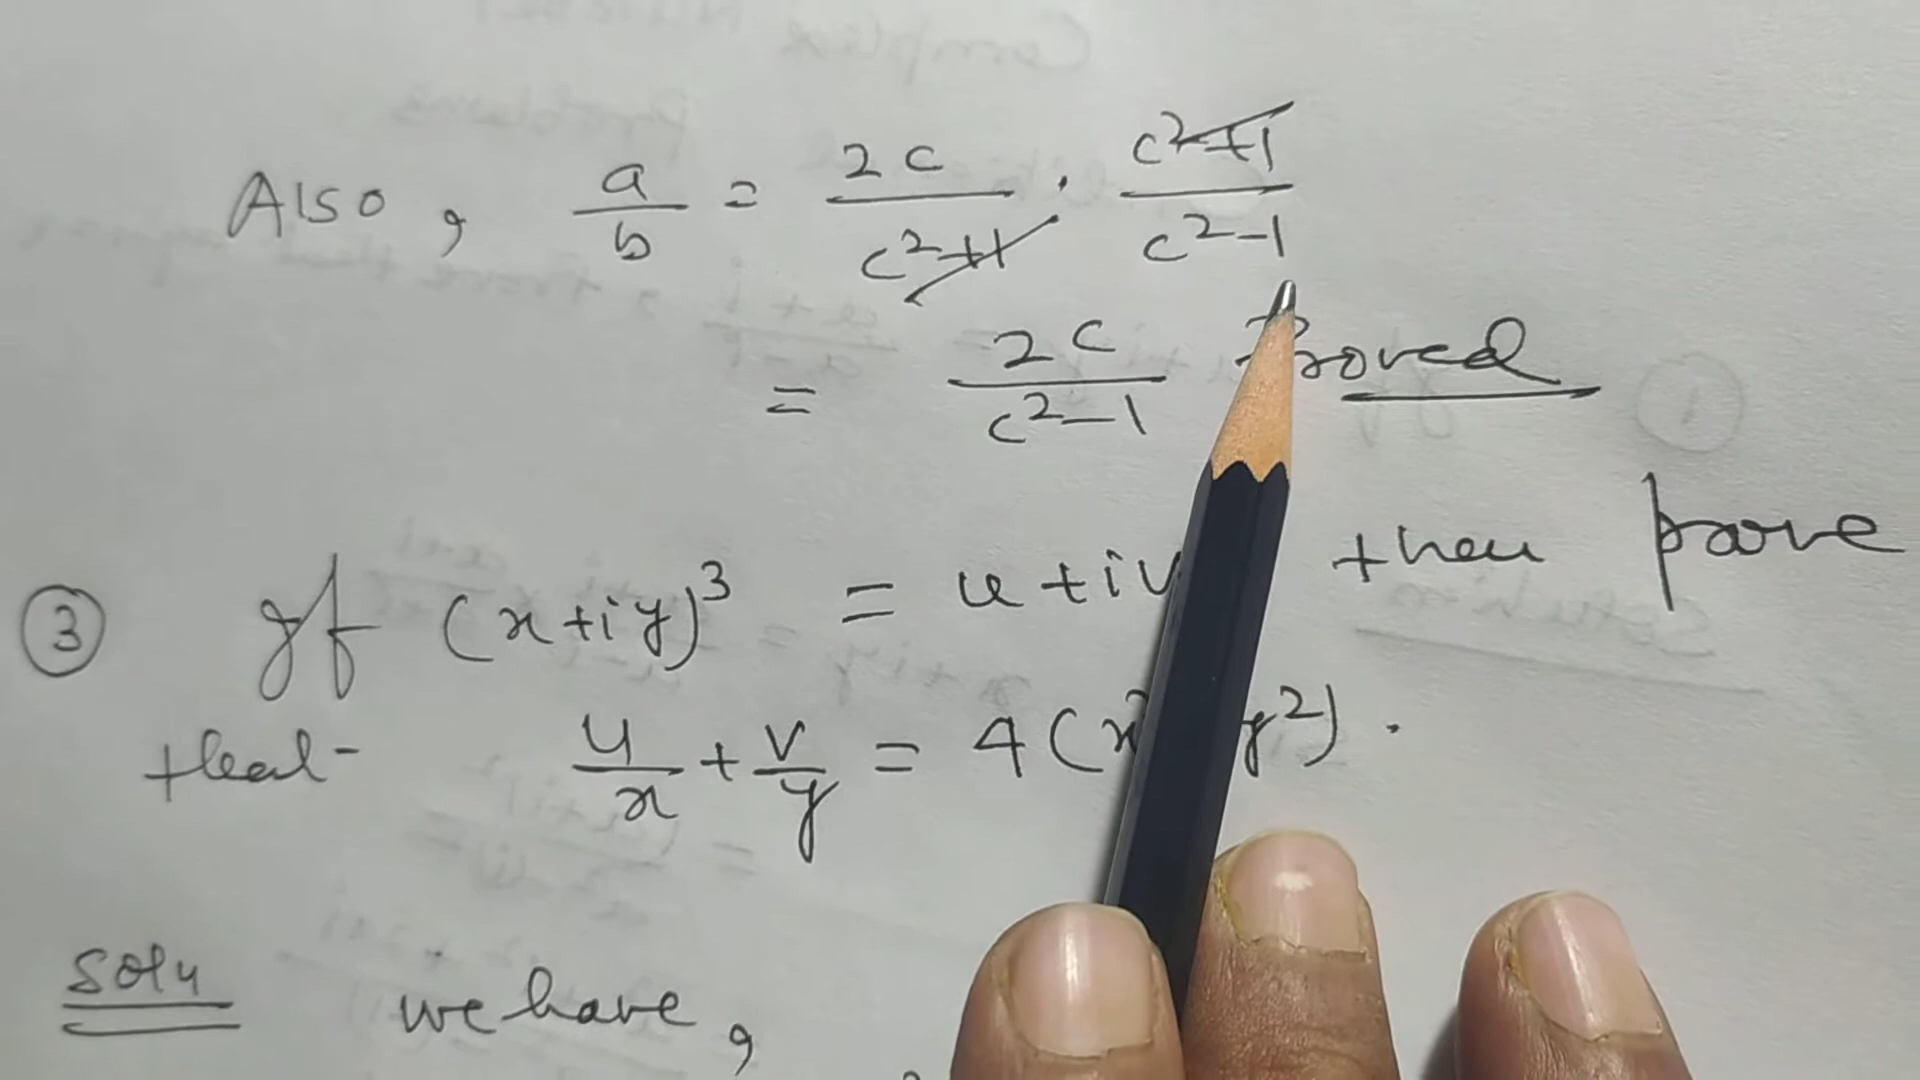 Also, a/b = 2c/c²+1 · c²+1/c²-1
= 2c/c²-1 Proved
③ If (x+iy)³ = u+iv then prove
that u/x + v/y = 4(x² y²).
Solu we have,